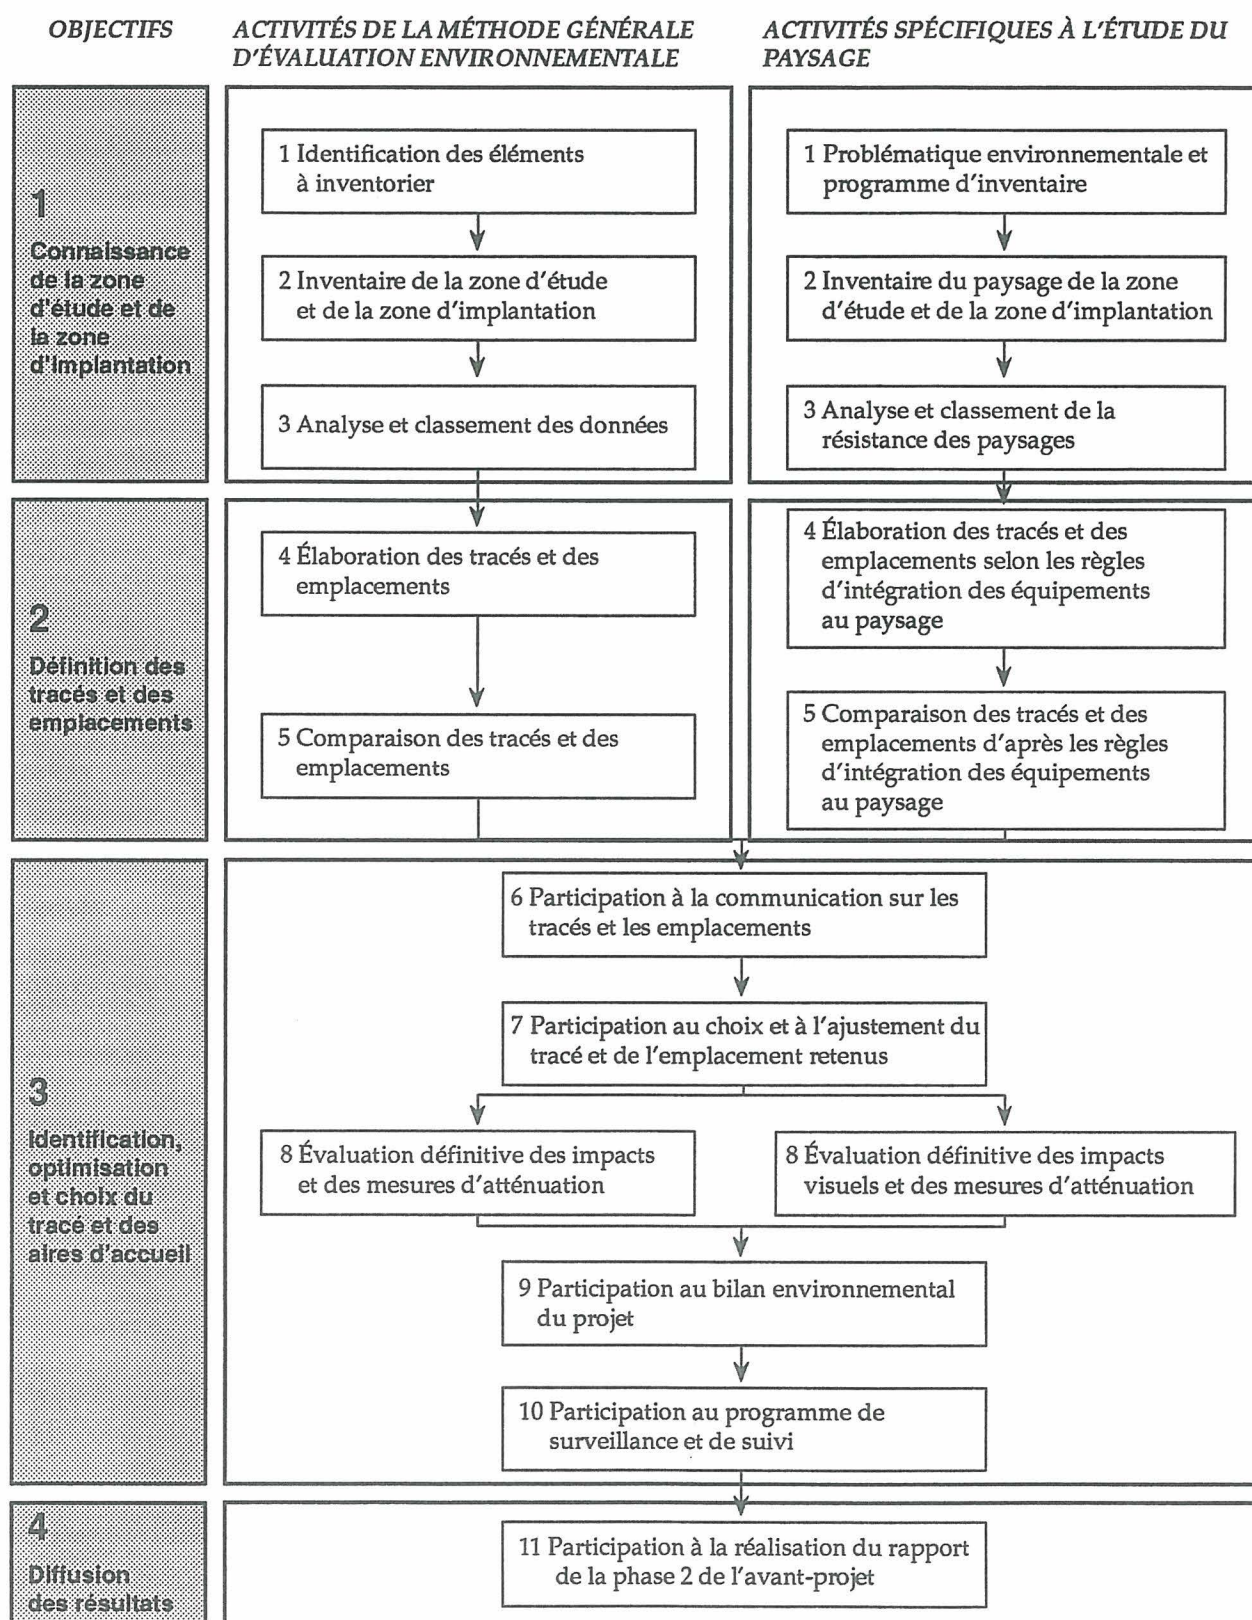 OBJECTIFS
ACTIVITÉS DE LA MÉTHODE GÉNÉRALE
D'ÉVALUATION ENVIRONNEMENTALE
ACTIVITÉS SPÉCIFIQUES À L'ÉTUDE DU
PAYSAGE
1
Connaissance
de la zone
d'étude et de
la zone
d'implantation
1 Identification des éléments
à inventorier
2 Inventaire de la zone d'étude
et de la zone d'implantation
3 Analyse et classement des données
1 Problématique environnementale et
programme d'inventaire
2 Inventaire du paysage de la zone
d'étude et de la zone d'implantation
3 Analyse et classement de la
résistance des paysages
2
Définition des
tracés et des
emplacements
4 Élaboration des tracés et des
emplacements
5 Comparaison des tracés et des
emplacements
4 Élaboration des tracés et des
emplacements selon les règles
d'intégration des équipements
au paysage
5 Comparaison des tracés et des
emplacements d'après les règles
d'intégration des équipements
au paysage
3
Identification,
optimisation
et choix du
tracé et des
aires d'accueil
6 Participation à la communication sur les
tracés et les emplacements
7 Participation au choix et à l'ajustement du
tracé et de l'emplacement retenus
8 Évaluation définitive des impacts
et des mesures d'atténuation
8 Évaluation définitive des impacts
visuels et des mesures d'atténuation
9 Participation au bilan environnemental
du projet
10 Participation au programme de
surveillance et de suivi
4
Diffusion
des résultats
11 Participation à la réalisation du rapport
de la phase 2 de l'avant-projet